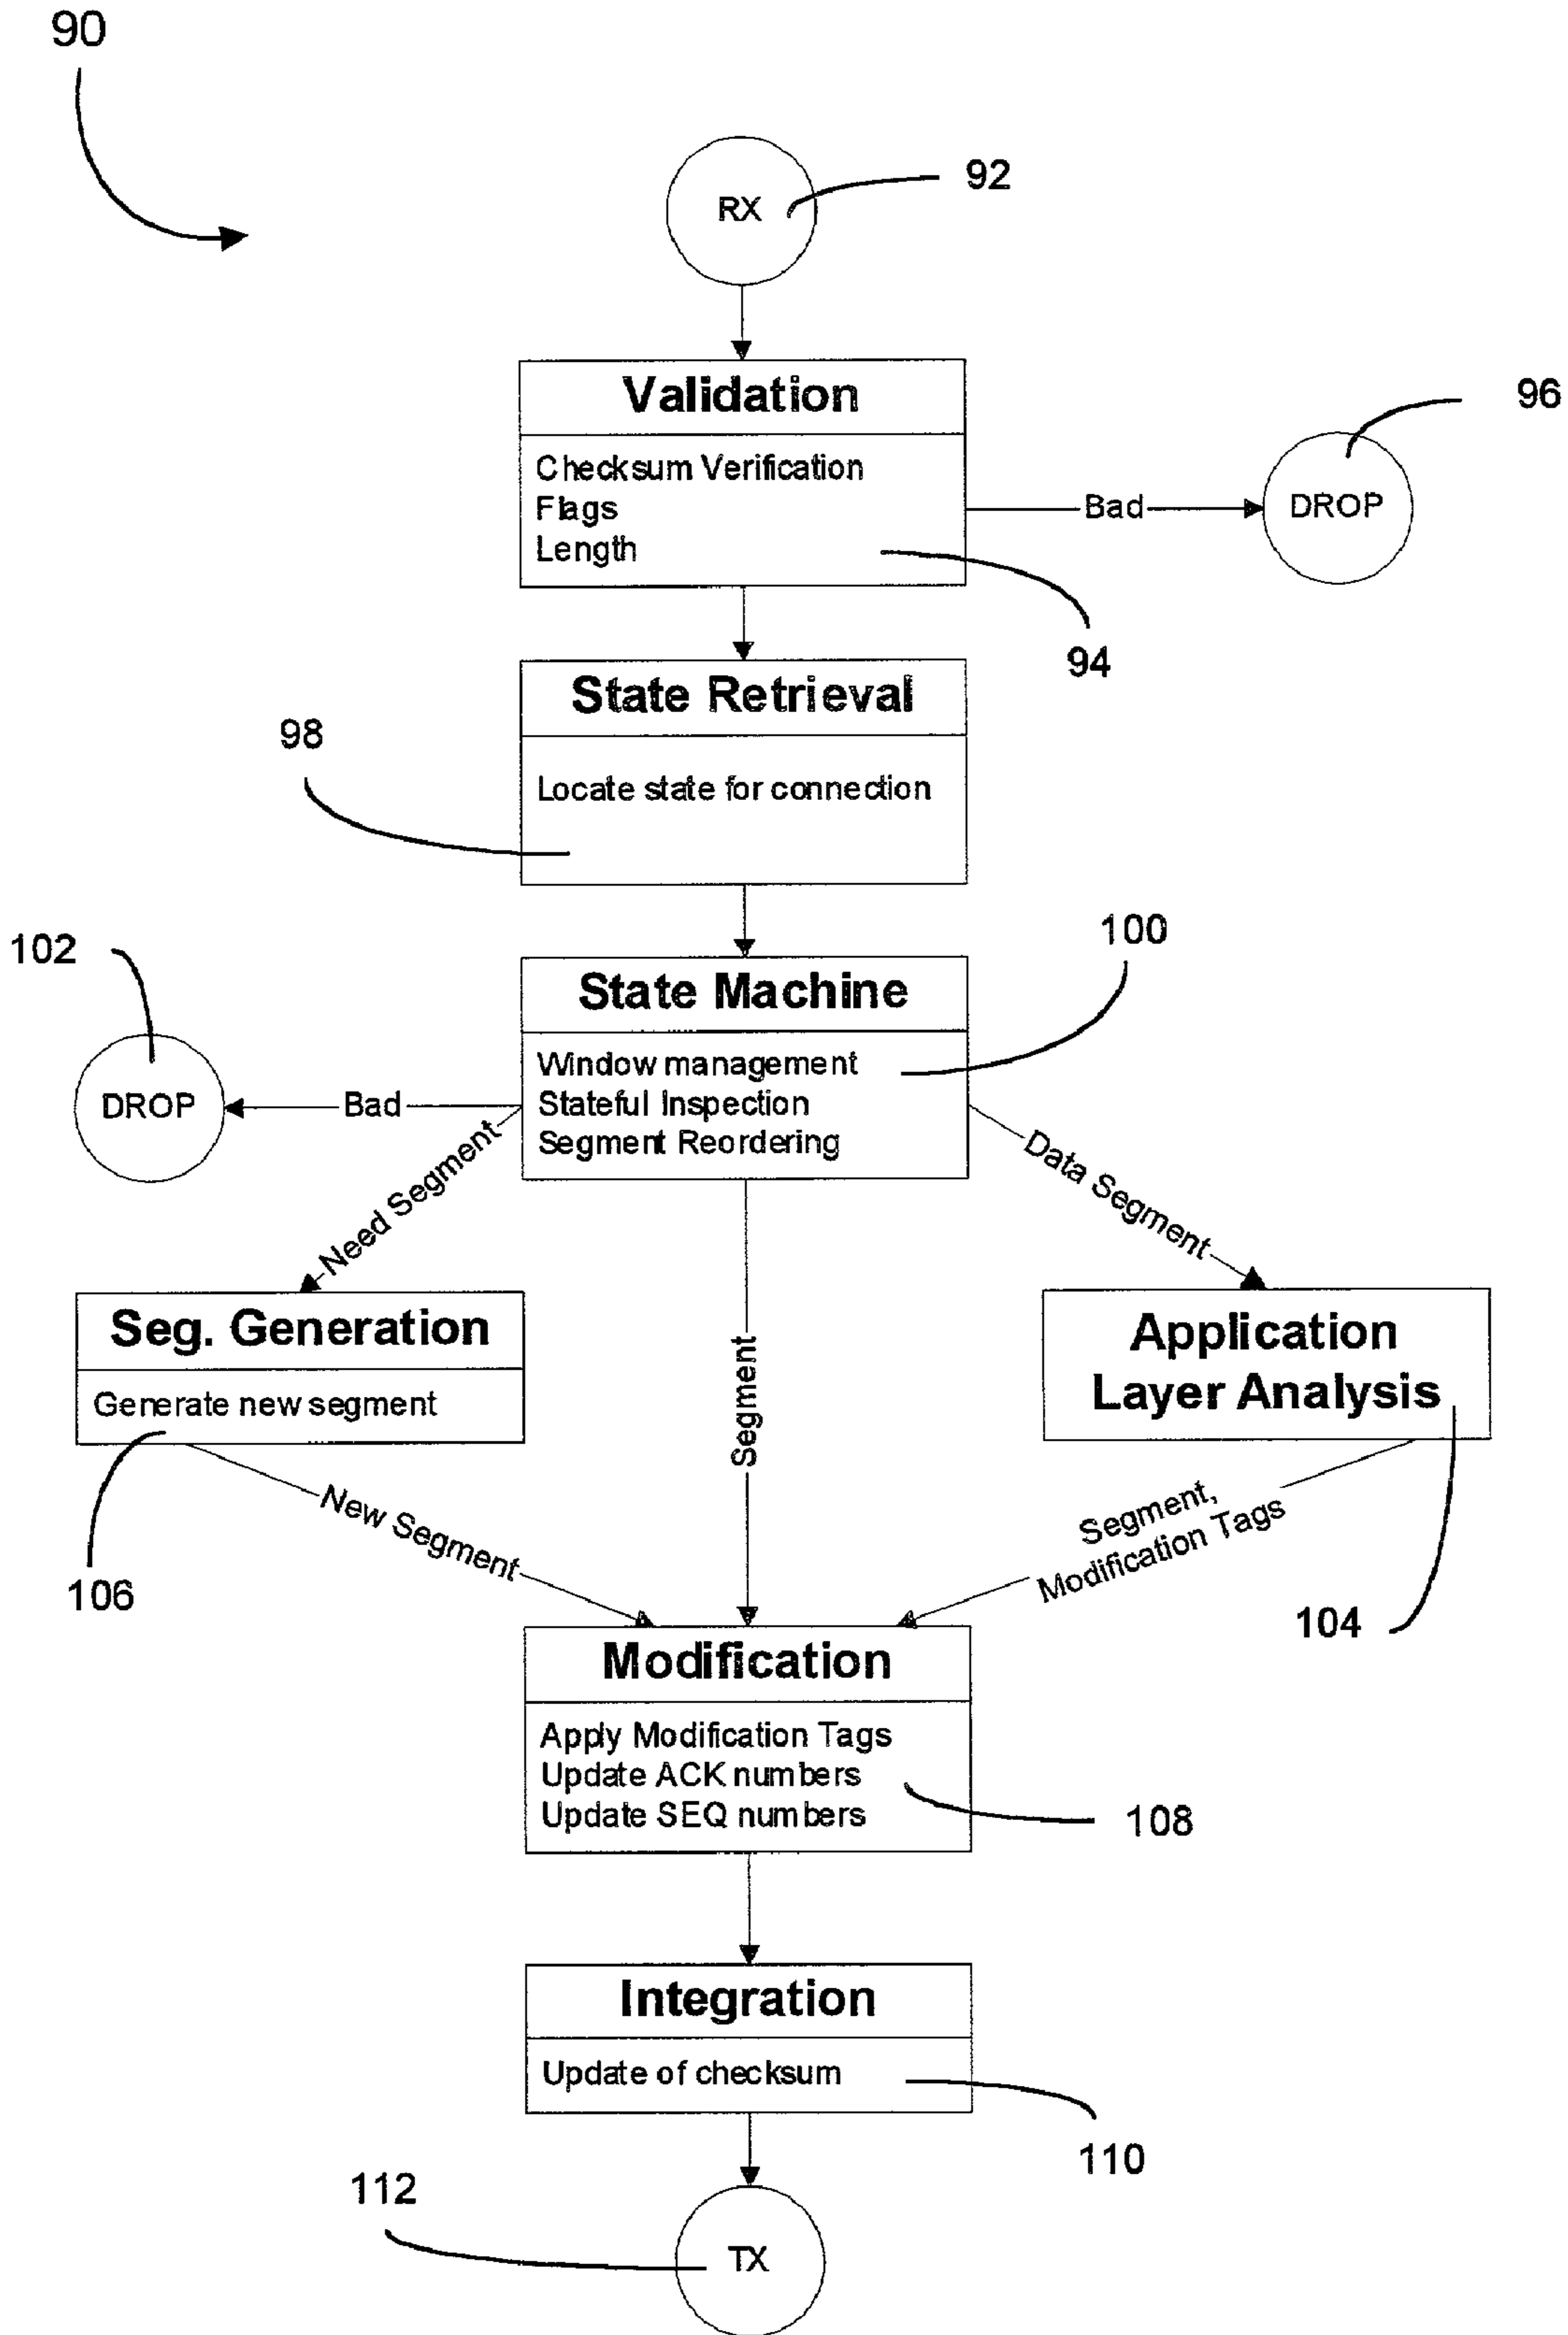 90
RX
92
Validation
Checksum Verification
Flags
Length
Bad
DROP
96
94
State Retrieval
Locate state for connection
98
100
102
State Machine
Window management
Stateful Inspection
Segment Reordering
Bad
DROP
Need Segment
Data Segment
Segment
Seg. Generation
Generate new segment
Application
Layer Analysis
New Segment
Segment,
Modification Tags
106
104
Modification
Apply Modification Tags
Update ACK numbers
Update SEQ numbers
108
Integration
Update of checksum
110
112
TX